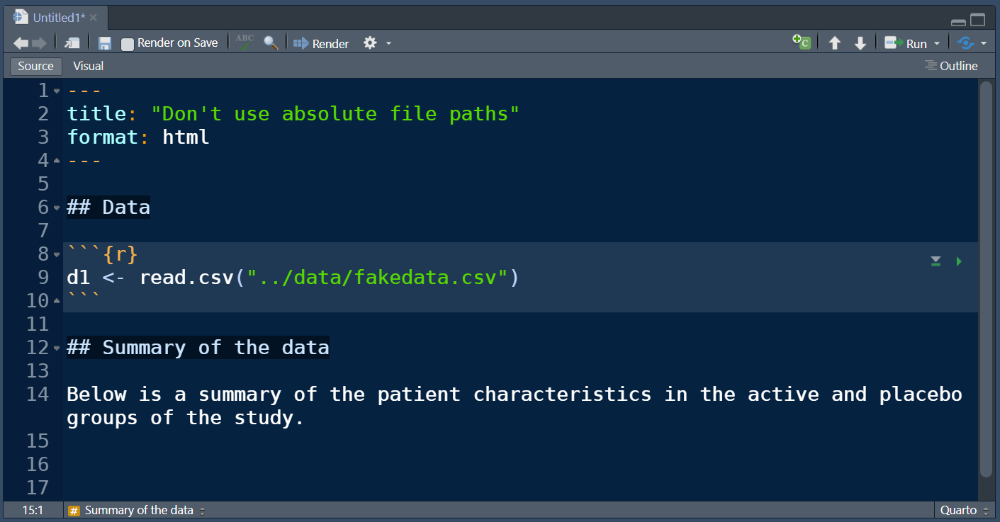 Untitled1*
Render on Save ABC Render Run
Source Visual Outline
1 ---
2 title: "Don't use absolute file paths"
3 format: html
4 ---
5
6 ## Data
7
8 ```{r}
9 d1 <- read.csv("../data/fakedata.csv")
10 ```
11
12 ## Summary of the data
13
14 Below is a summary of the patient characteristics in the active and placebo
groups of the study.
15
16
17
15:1 # Summary of the data Quarto